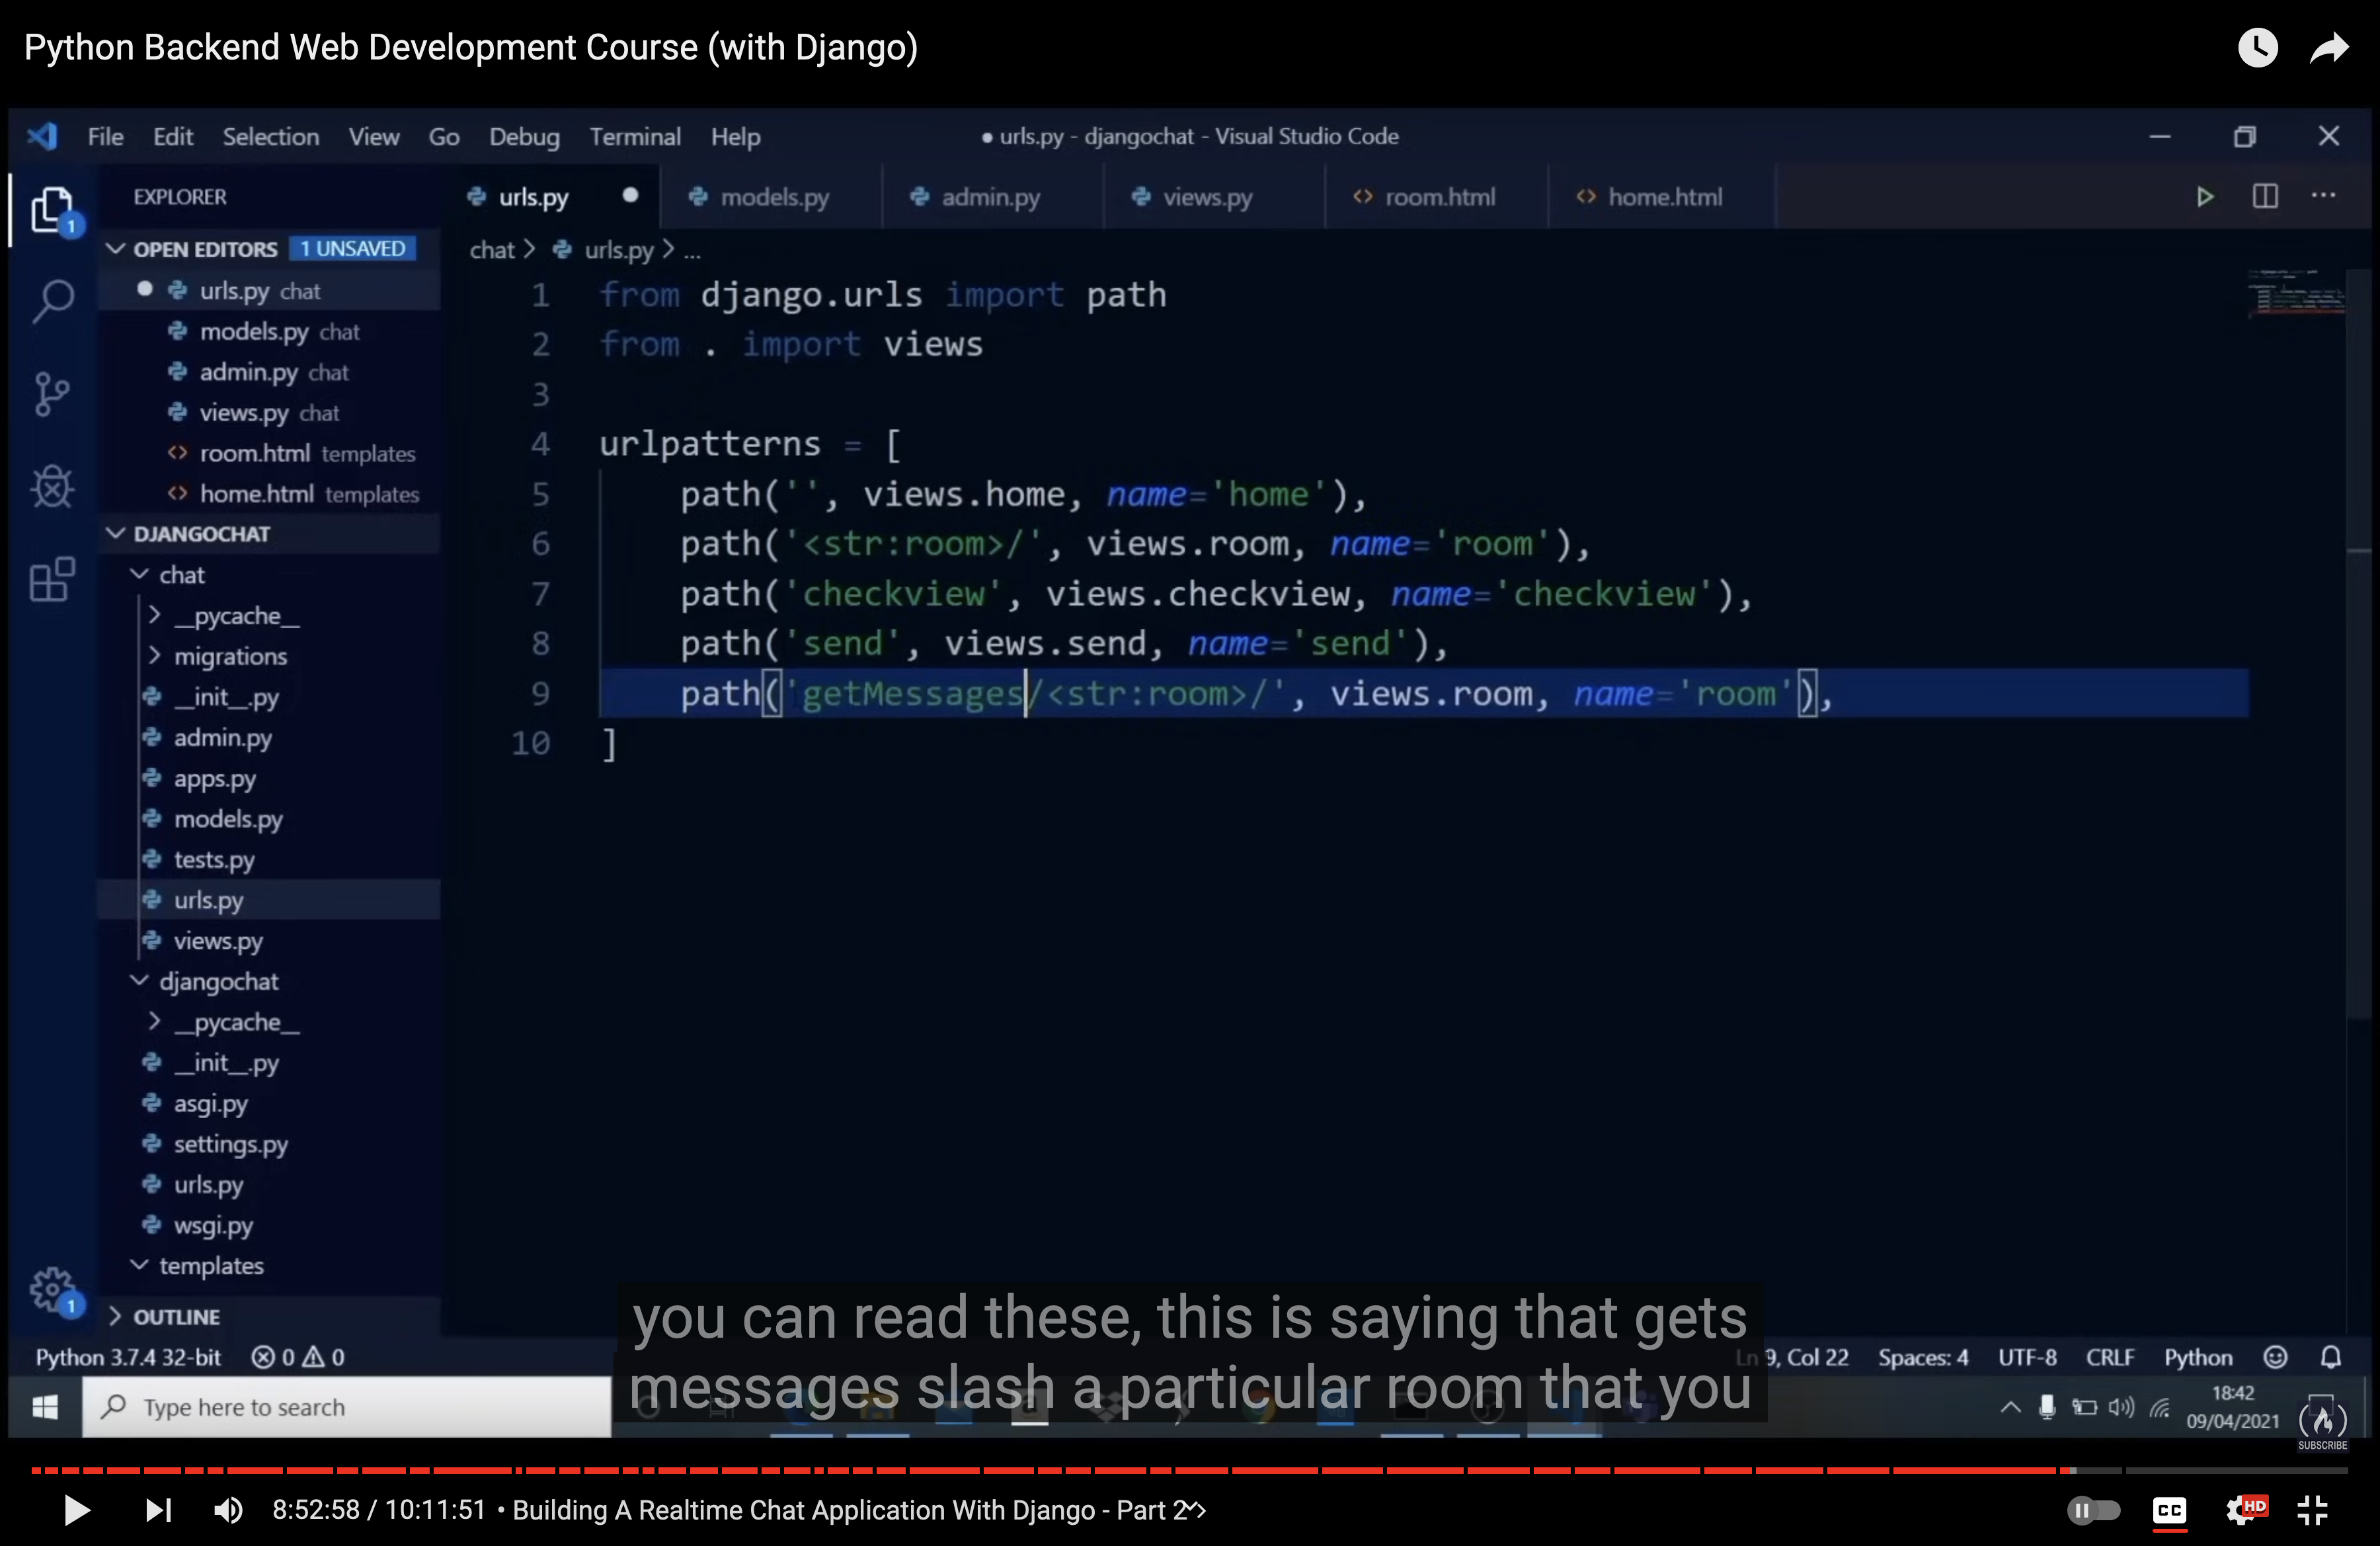 Python Backend Web Development Course (with Django)
File Edit Selection View Go Debug Terminal Help
● urls.py - djangochat - Visual Studio Code
EXPLORER
OPEN EDITORS 1 UNSAVED
urls.py chat
models.py chat
admin.py chat
views.py chat
room.html templates
home.html templates
DJANGOCHAT
chat
__pycache__
migrations
__init__.py
admin.py
apps.py
models.py
tests.py
urls.py
views.py
djangochat
__pycache__
__init__.py
asgi.py
settings.py
urls.py
wsgi.py
templates
OUTLINE
1
1
urls.py ● models.py admin.py views.py <> room.html <> home.html ...
chat > urls.py > ...
1 from django.urls import path
2 from . import views
3
4 urlpatterns = [
5 path('', views.home, name='home'),
6 path('<str:room>/', views.room, name='room'),
7 path('checkview', views.checkview, name='checkview'),
8 path('send', views.send, name='send'),
9 path('getMessages/<str:room>/', views.room, name='room'),
10 ]
you can read these, this is saying that gets
messages slash a particular room that you
Python 3.7.4 32-bit 0 0 Ln 9, Col 22 Spaces: 4 UTF-8 CRLF Python
Type here to search
18:42
09/04/2021
SUBSCRIBE
8:52:58 / 10:11:51 • Building A Realtime Chat Application With Django - Part 2
CC HD